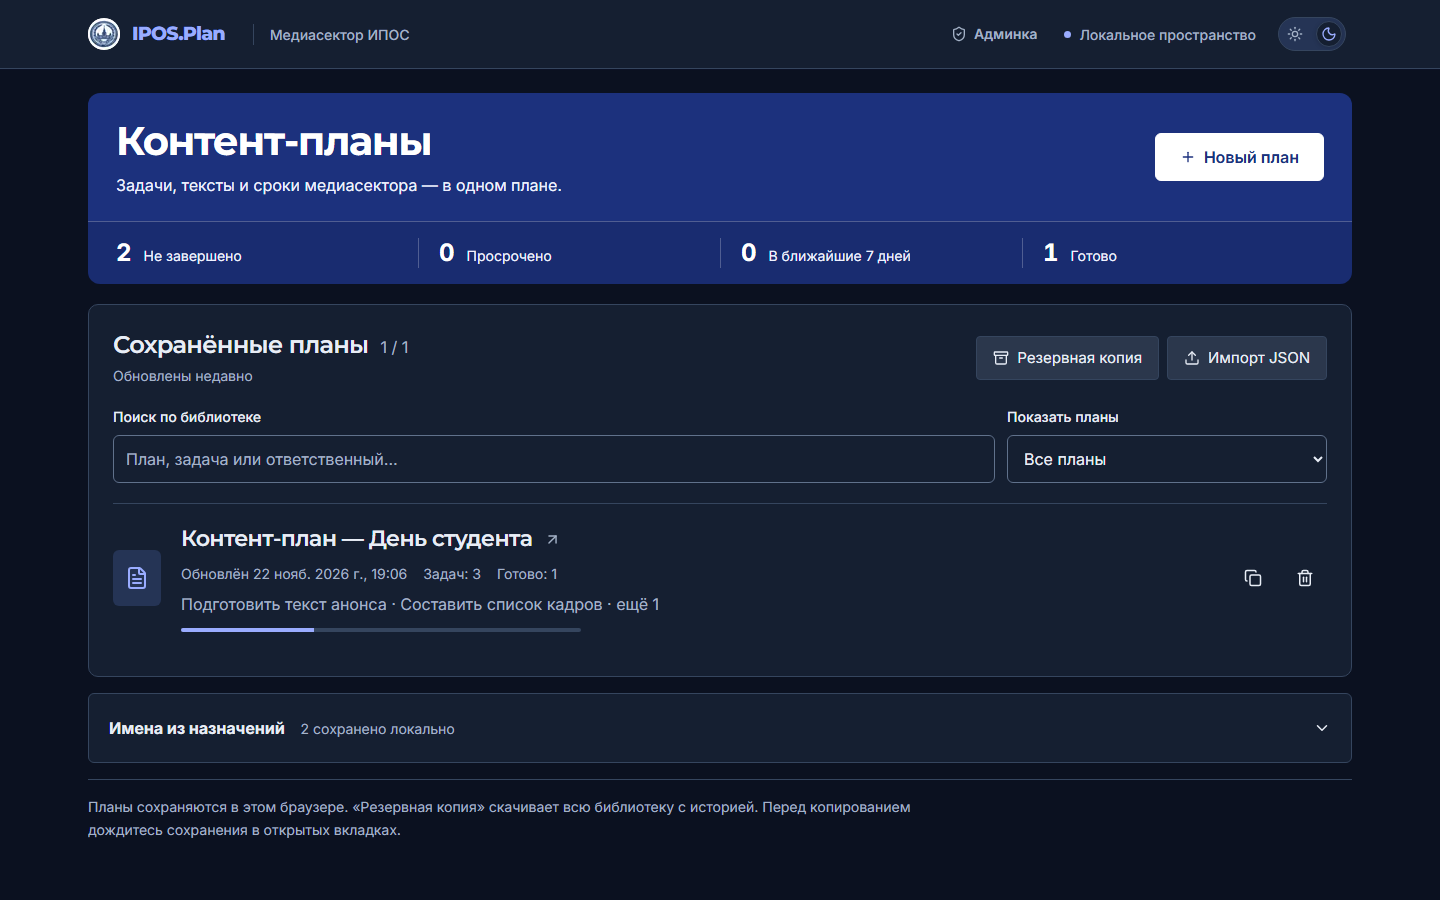 IPOS.Plan
Медиасектор ИПОС
Админка
Локальное пространство
Контент-планы
Задачи, тексты и сроки медиасектора — в одном плане.
+ Новый план
2 Не завершено
0 Просрочено
0 В ближайшие 7 дней
1 Готово
Сохранённые планы 1 / 1
Обновлены недавно
Резервная копия
Импорт JSON
Поиск по библиотеке
Показать планы
План, задача или ответственный...
Все планы
Контент-план — День студента
Обновлён 22 нояб. 2026 г., 19:06 Задач: 3 Готово: 1
Подготовить текст анонса · Составить список кадров · ещё 1
Имена из назначений 2 сохранено локально
Планы сохраняются в этом браузере. «Резервная копия» скачивает всю библиотеку с историей. Перед копированием
дождитесь сохранения в открытых вкладках.